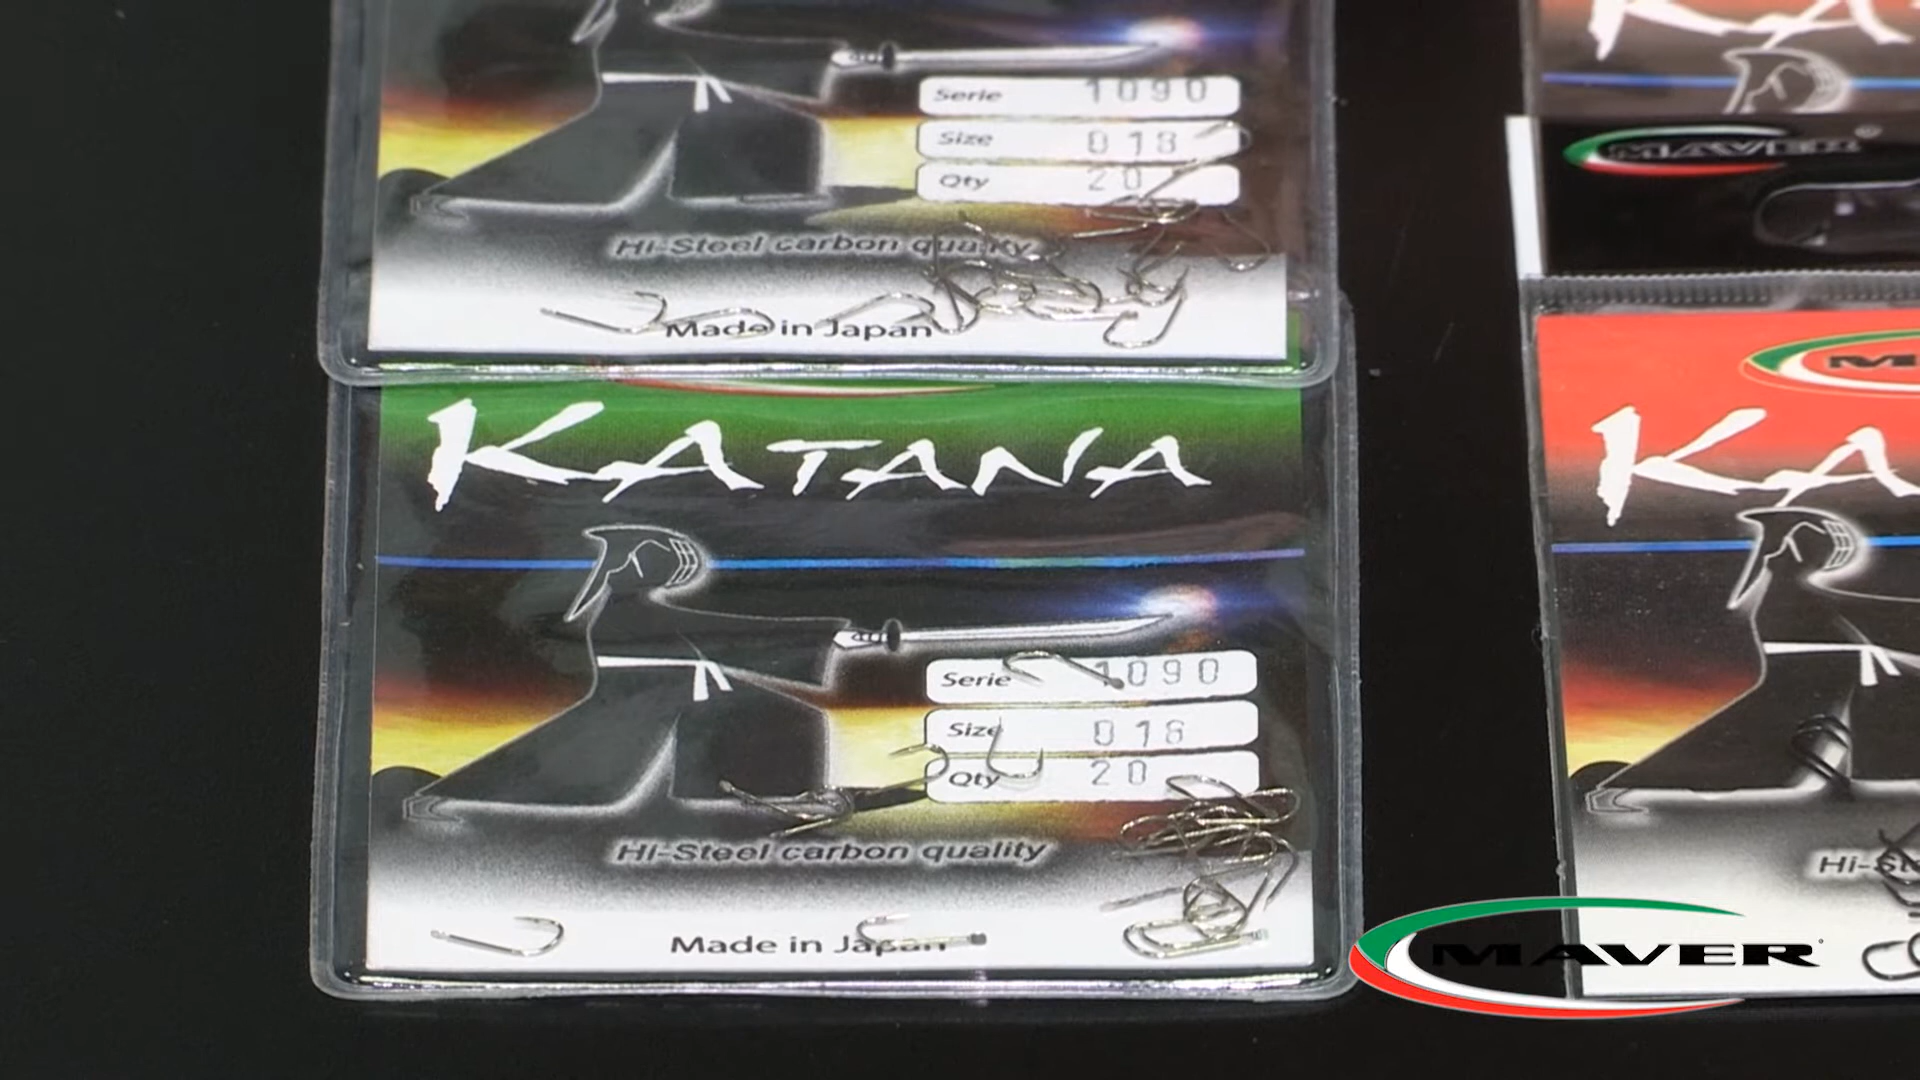 Serie 1090
Size 018
Qty 20
Hi-Steel carbon quality
Made in Japan
KATANA
Serie 1090
Size 018
Qty 20
Hi-Steel carbon quality
Made in Japan
MAVER
MAVER